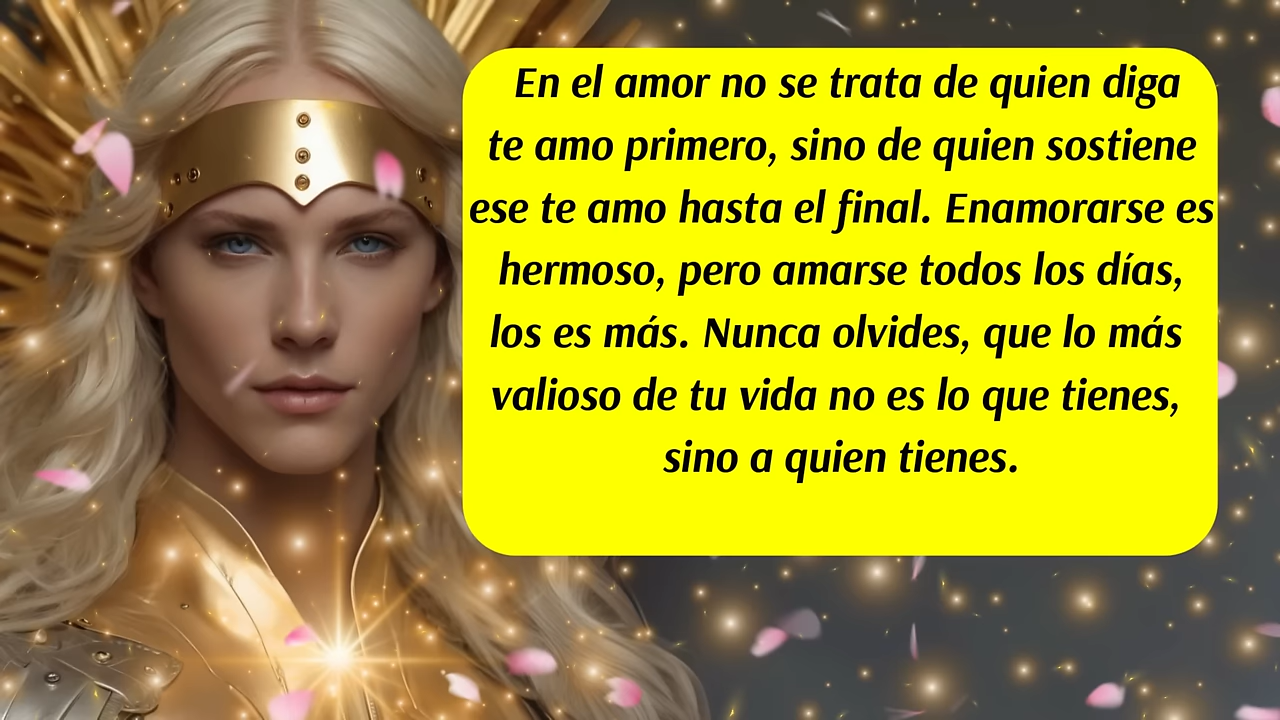 En el amor no se trata de quien diga
te amo primero, sino de quien sostiene
ese te amo hasta el final. Enamorarse es
hermoso, pero amarse todos los días,
los es más. Nunca olvides, que lo más
valioso de tu vida no es lo que tienes,
sino a quien tienes.